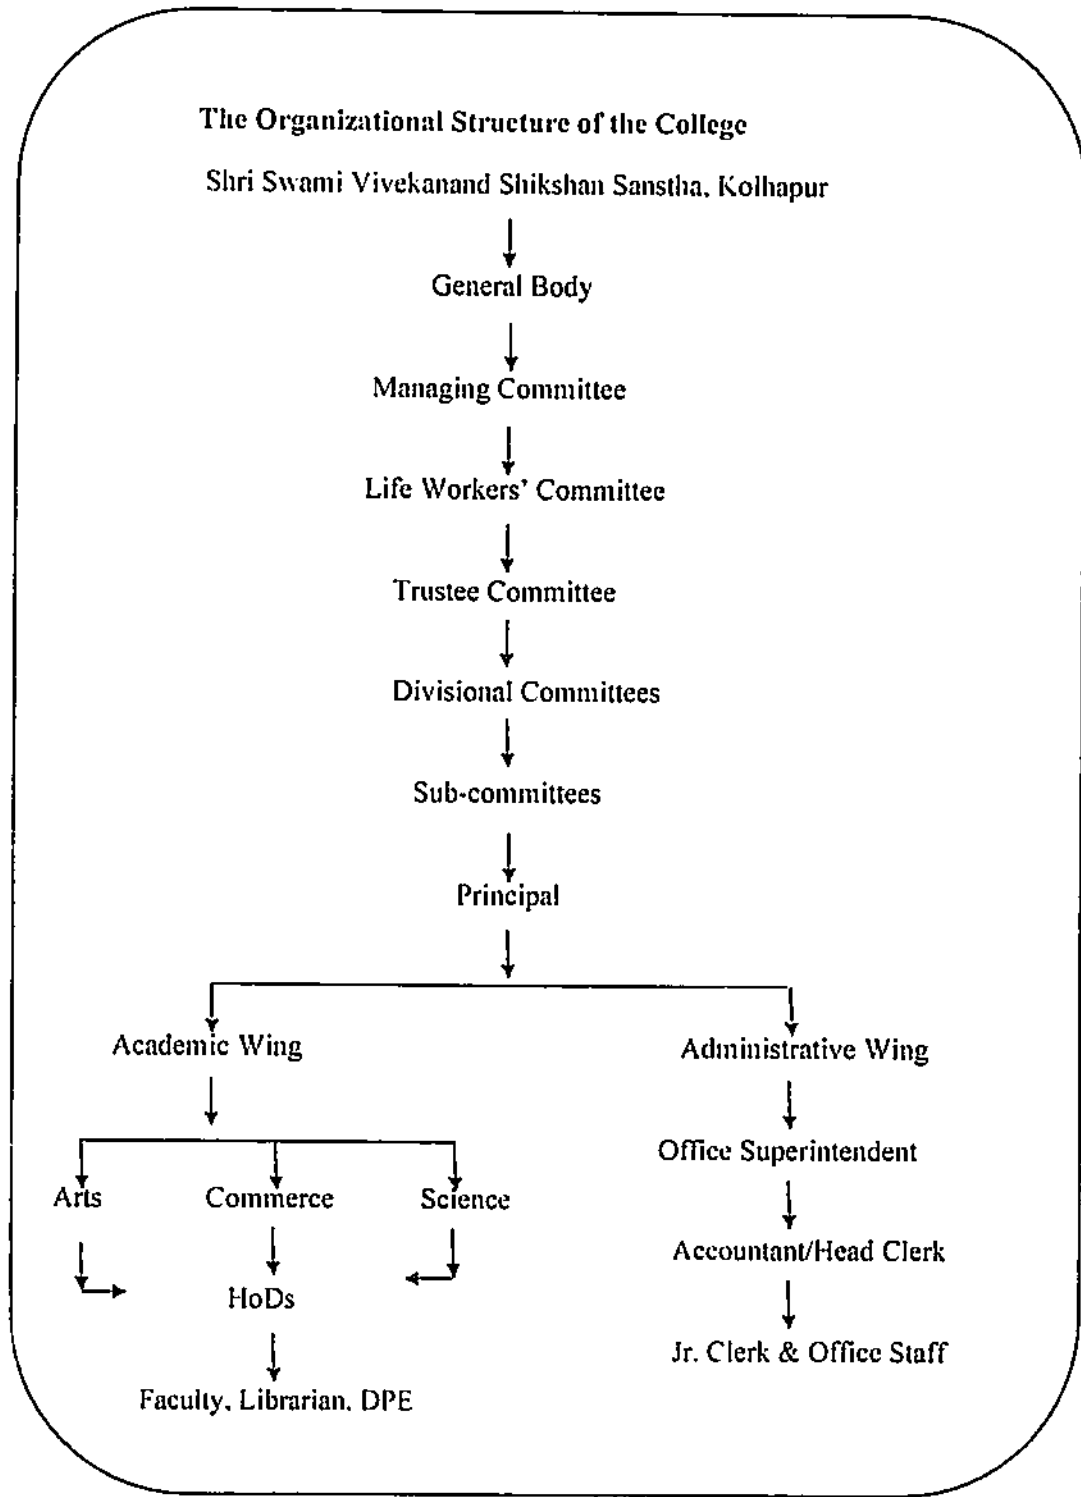 The Organizational Structure of the College
Shri Swami Vivekanand Shikshan Sanstha, Kolhapur
General Body
Managing Committee
Life Workers' Committee
Trustee Committee
Divisional Committees
Sub-committees
Principal
Academic Wing
Administrative Wing
Arts
Commerce
Science
HoDs
Faculty, Librarian, DPE
Office Superintendent
Accountant/Head Clerk
Jr. Clerk & Office Staff